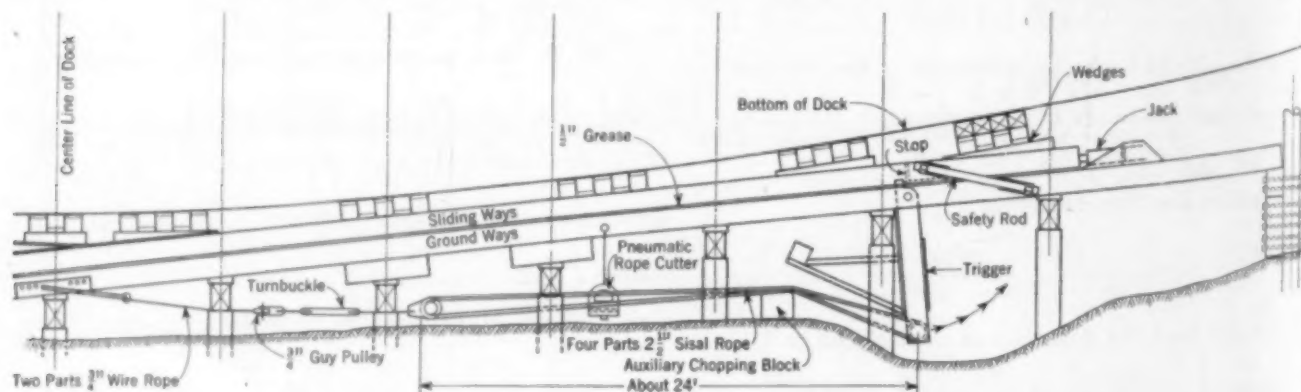 Center Line of Dock
Bottom of Dock
Wedges
Jack
1/2" Grease
Stop
Sliding Ways
Ground Ways
Safety Rod
Pneumatic
Rope Cutter
Turnbuckle
Trigger
3/4" Guy Pulley
Four Parts 2 1/2" Sisal Rope
Auxiliary Chopping Block
Two Parts 3/4" Wire Rope
About 24'